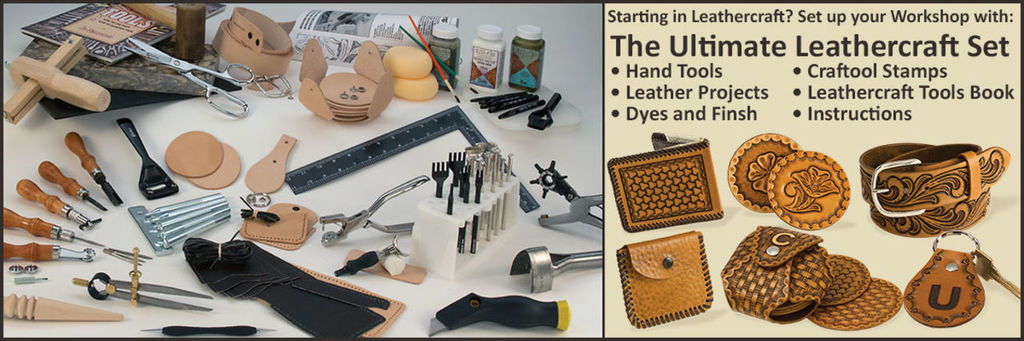 TOOLS
Starting in Leathercraft? Set up your Workshop with:
The Ultimate Leathercraft Set
• Hand Tools
• Leather Projects
• Dyes and Finsh
• Craftool Stamps
• Leathercraft Tools Book
• Instructions
C
U